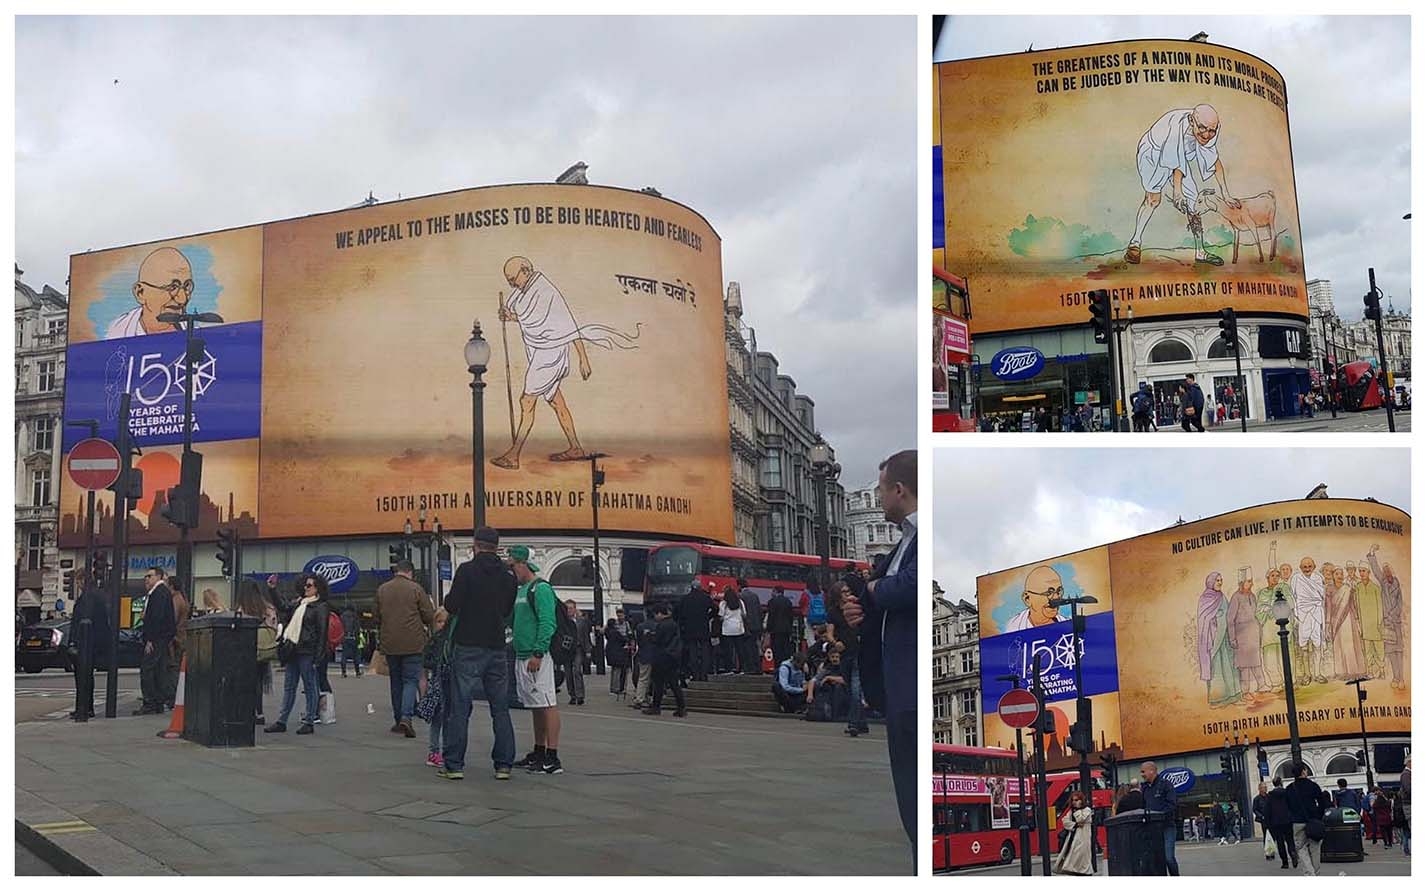 WE APPEAL TO THE MASSES TO BE BIG HEARTED AND FEARLESS
एकला चलो रे
150
YEARS OF
CELEBRATING
THE MAHATMA
150TH BIRTH ANNIVERSARY OF MAHATMA GANDHI
Boots
THE GREATNESS OF A NATION AND ITS MORAL PROGRESS
CAN BE JUDGED BY THE WAY ITS ANIMALS ARE TREATED
150TH BIRTH ANNIVERSARY OF MAHATMA GANDHI
Boots
GAP
NO CULTURE CAN LIVE, IF IT ATTEMPTS TO BE EXCLUSIVE
150
YEARS OF
CELEBRATING
THE MAHATMA
150TH BIRTH ANNIVERSARY OF MAHATMA GAND
Boots
WORLDS